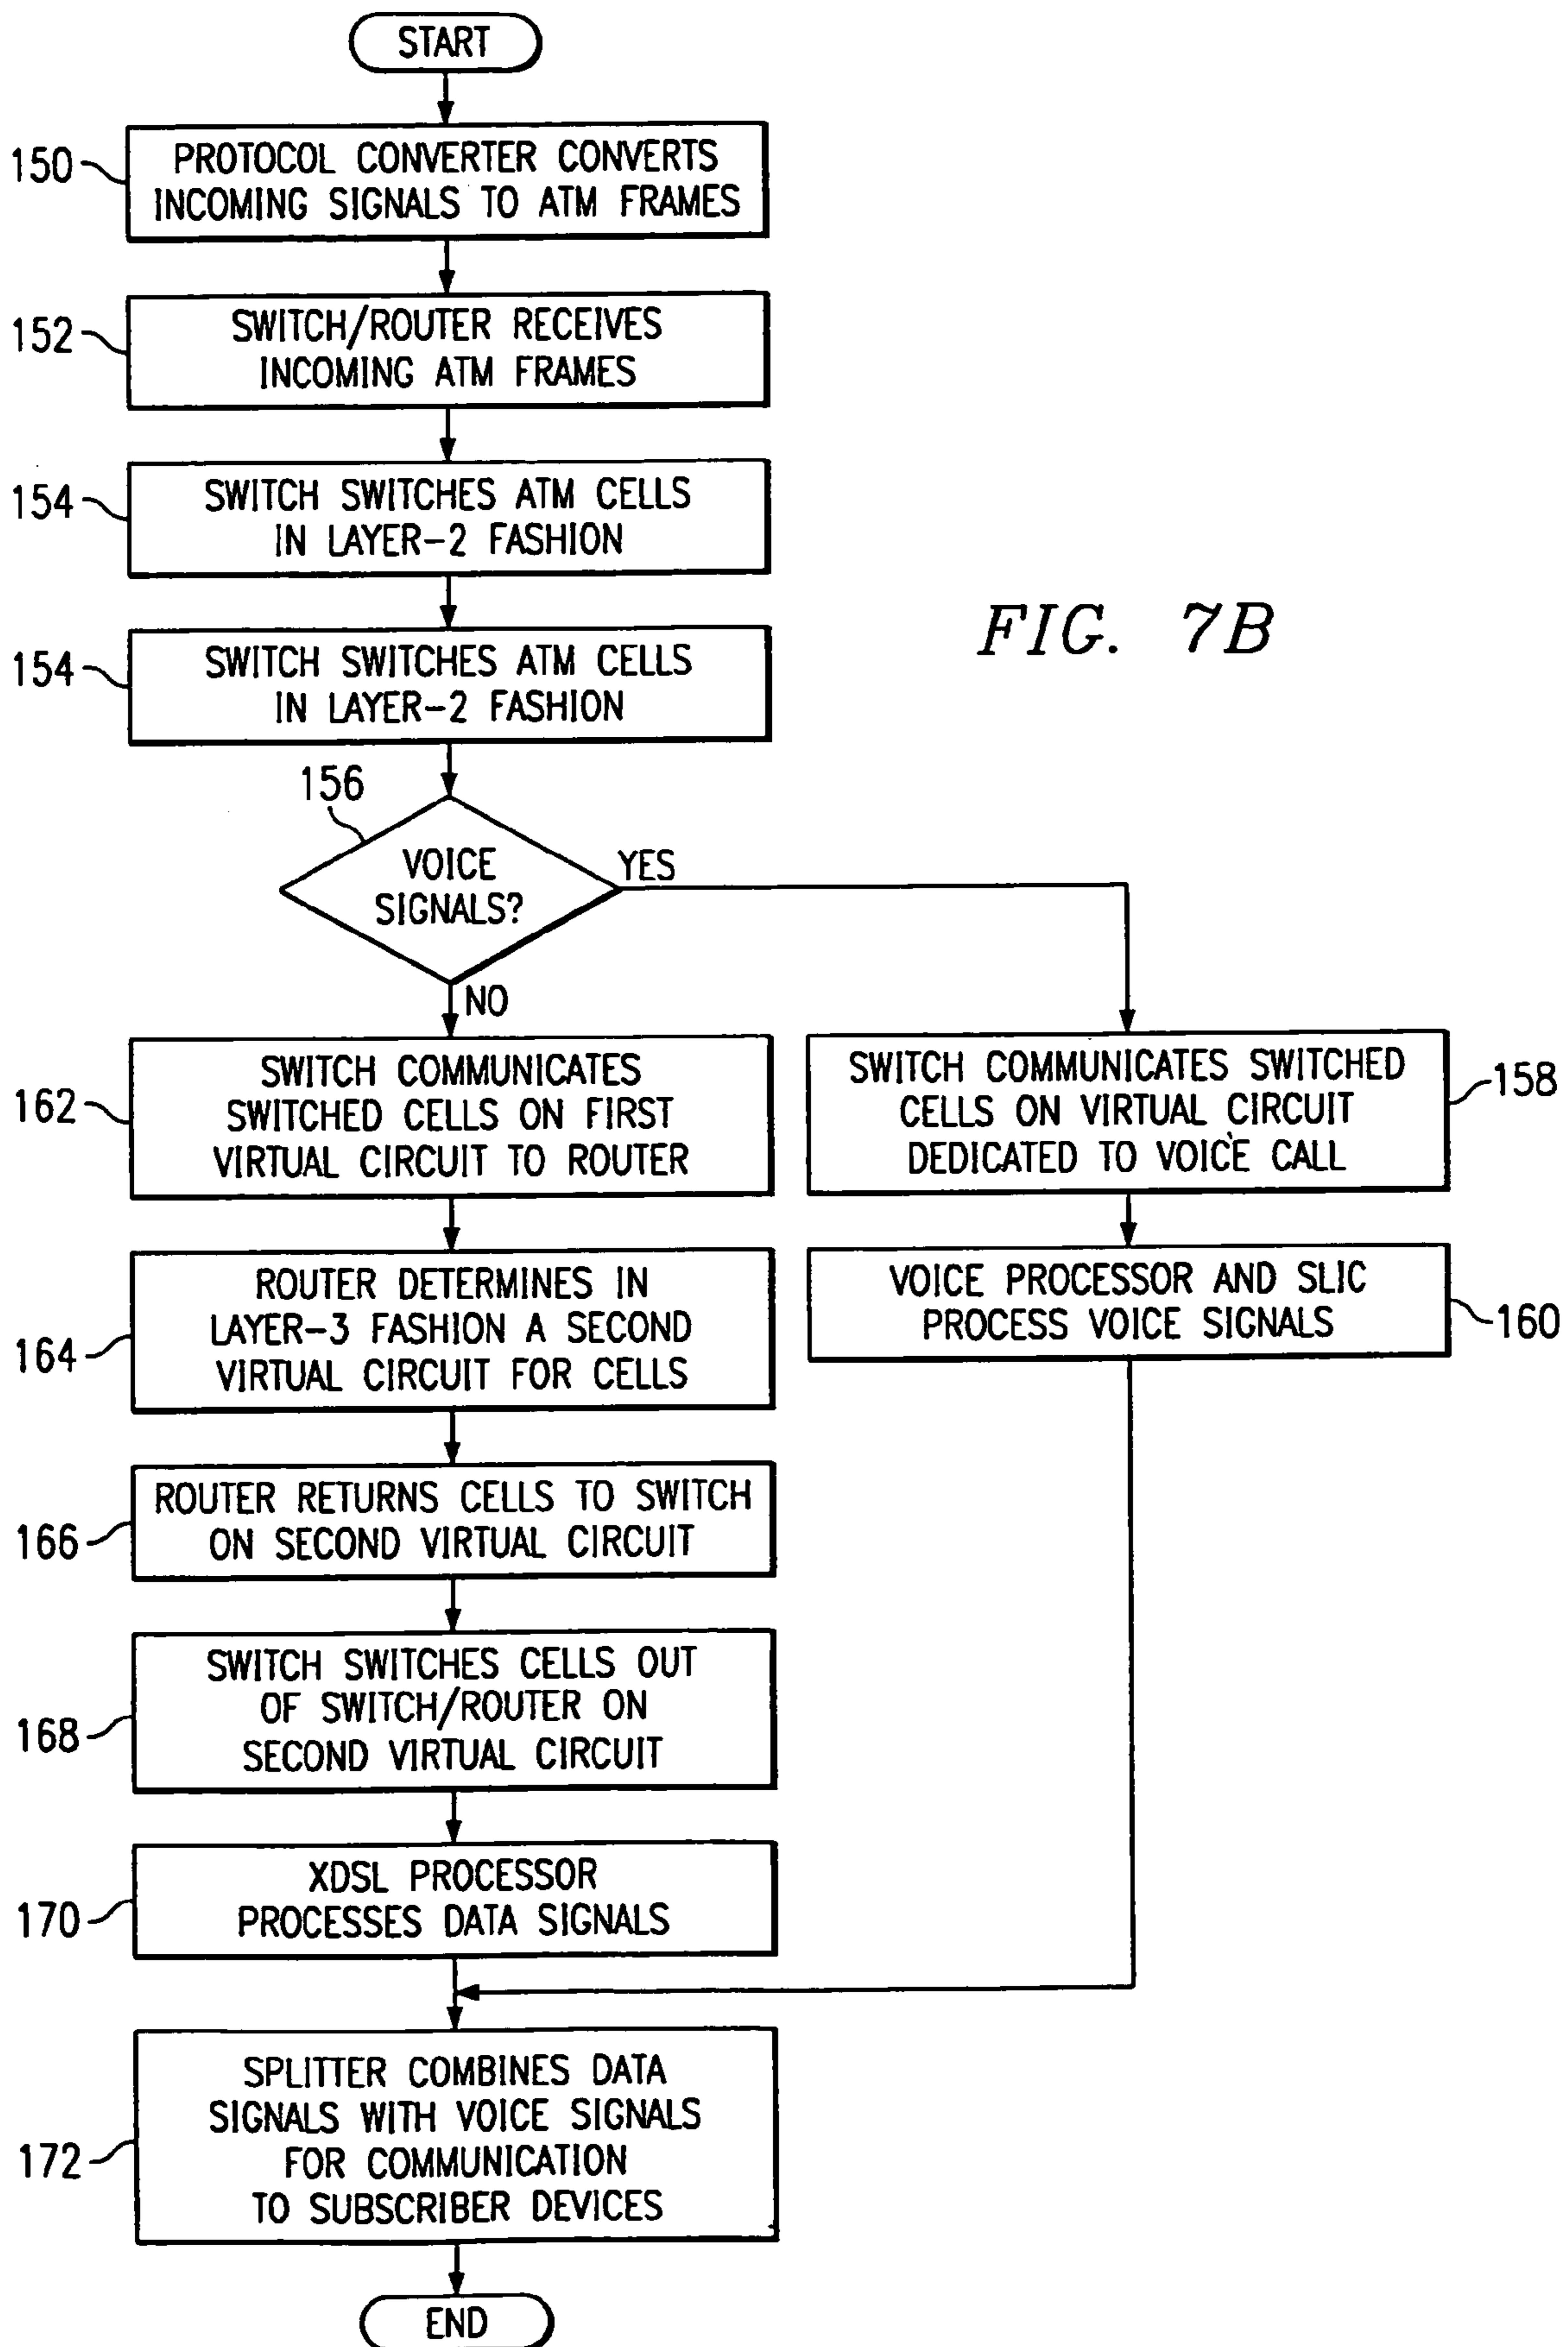 START
150
PROTOCOL CONVERTER CONVERTS
INCOMING SIGNALS TO ATM FRAMES
152
SWITCH/ROUTER RECEIVES
INCOMING ATM FRAMES
154
SWITCH SWITCHES ATM CELLS
IN LAYER-2 FASHION
154
SWITCH SWITCHES ATM CELLS
IN LAYER-2 FASHION
FIG. 7B
156
VOICE
SIGNALS?
YES
NO
162
SWITCH COMMUNICATES
SWITCHED CELLS ON FIRST
VIRTUAL CIRCUIT TO ROUTER
SWITCH COMMUNICATES SWITCHED
CELLS ON VIRTUAL CIRCUIT
DEDICATED TO VOICE CALL
158
164
ROUTER DETERMINES IN
LAYER-3 FASHION A SECOND
VIRTUAL CIRCUIT FOR CELLS
VOICE PROCESSOR AND SLIC
PROCESS VOICE SIGNALS
160
166
ROUTER RETURNS CELLS TO SWITCH
ON SECOND VIRTUAL CIRCUIT
168
SWITCH SWITCHES CELLS OUT
OF SWITCH/ROUTER ON
SECOND VIRTUAL CIRCUIT
170
XDSL PROCESSOR
PROCESSES DATA SIGNALS
172
SPLITTER COMBINES DATA
SIGNALS WITH VOICE SIGNALS
FOR COMMUNICATION
TO SUBSCRIBER DEVICES
END